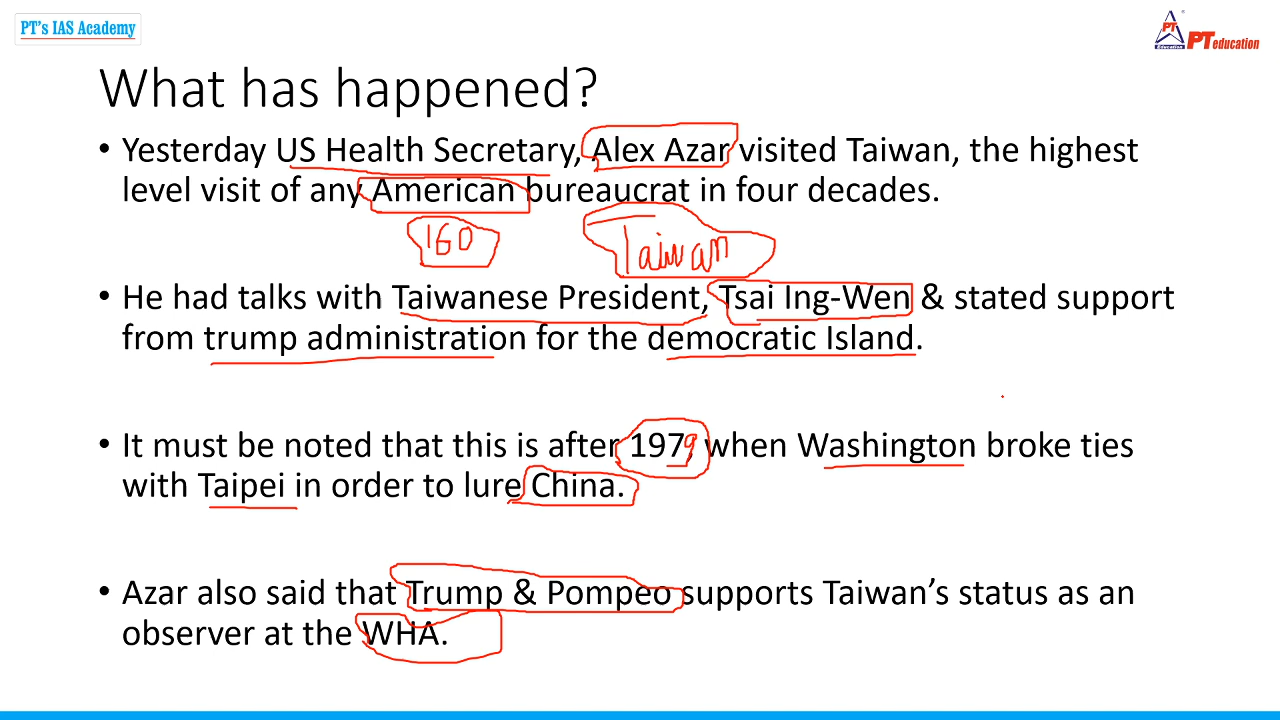 PT's IAS Academy
PT
Education
PT education
What has happened?
• Yesterday US Health Secretary, Alex Azar visited Taiwan, the highest
level visit of any American bureaucrat in four decades.
160 Taiwan
• He had talks with Taiwanese President, Tsai Ing-Wen & stated support
from trump administration for the democratic Island.
• It must be noted that this is after 1979, when Washington broke ties
with Taipei in order to lure China.
• Azar also said that Trump & Pompeo supports Taiwan's status as an
observer at the WHA.